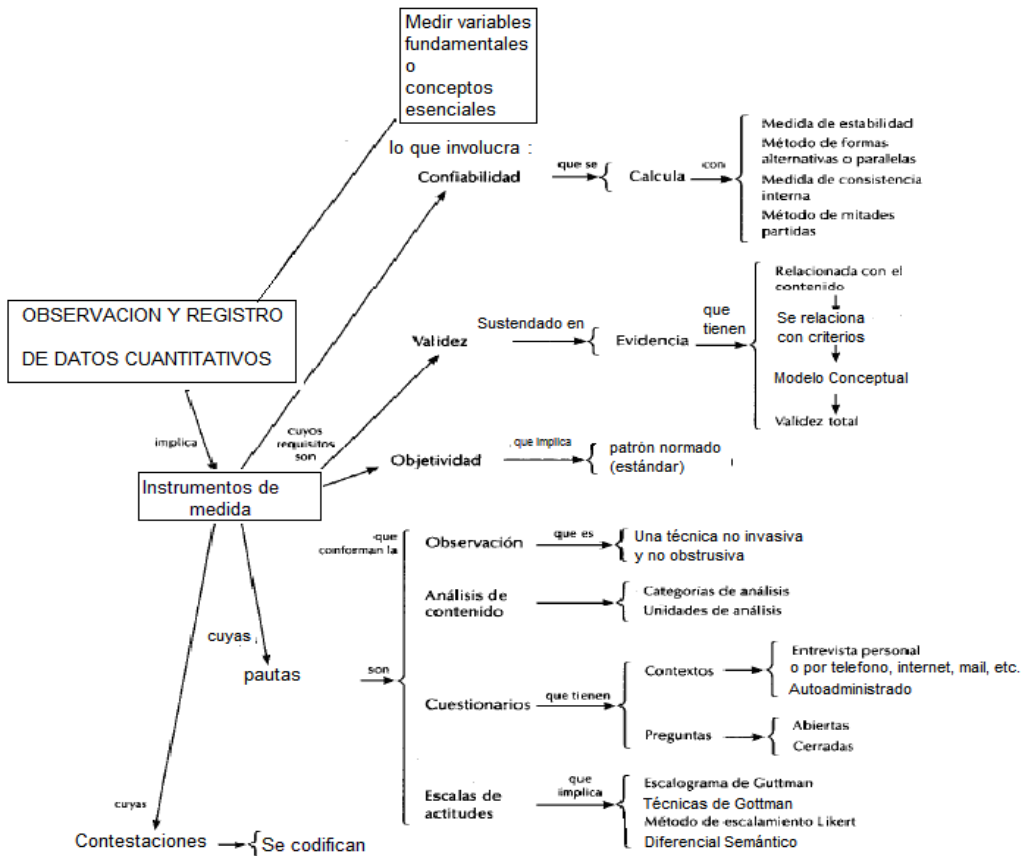 Medir variables
fundamentales
o
conceptos
esenciales
lo que involucra :
Confiabilidad
que se
Calcula
con
Medida de estabilidad
Método de formas
alternativas o paralelas
Medida de consistencia
interna
Método de mitades
partidas
OBSERVACION Y REGISTRO
DE DATOS CUANTITATIVOS
Validez
Sustendado en
Evidencia
que
tienen
Relacionada con el
contenido
Se relaciona
con criterios
Modelo Conceptual
Validez total
implica
cuyos
requisitos
son
Objetividad
que implica
patrón normado
(estándar)
Instrumentos de
medida
que
conforman la
Observación
que es
Una técnica no invasiva
y no obstrusiva
Análisis de
contenido
Categorías de análisis
Unidades de análisis
cuyas
pautas
son
Cuestionarios
que tienen
Contextos
Entrevista personal
o por telefono, internet, mail, etc.
Autoadministrado
Preguntas
Abiertas
Cerradas
Escalas de
actitudes
que
implica
Escalograma de Guttman
Técnicas de Gottman
Método de escalamiento Likert
Diferencial Semántico
cuyas
Contestaciones
Se codifican